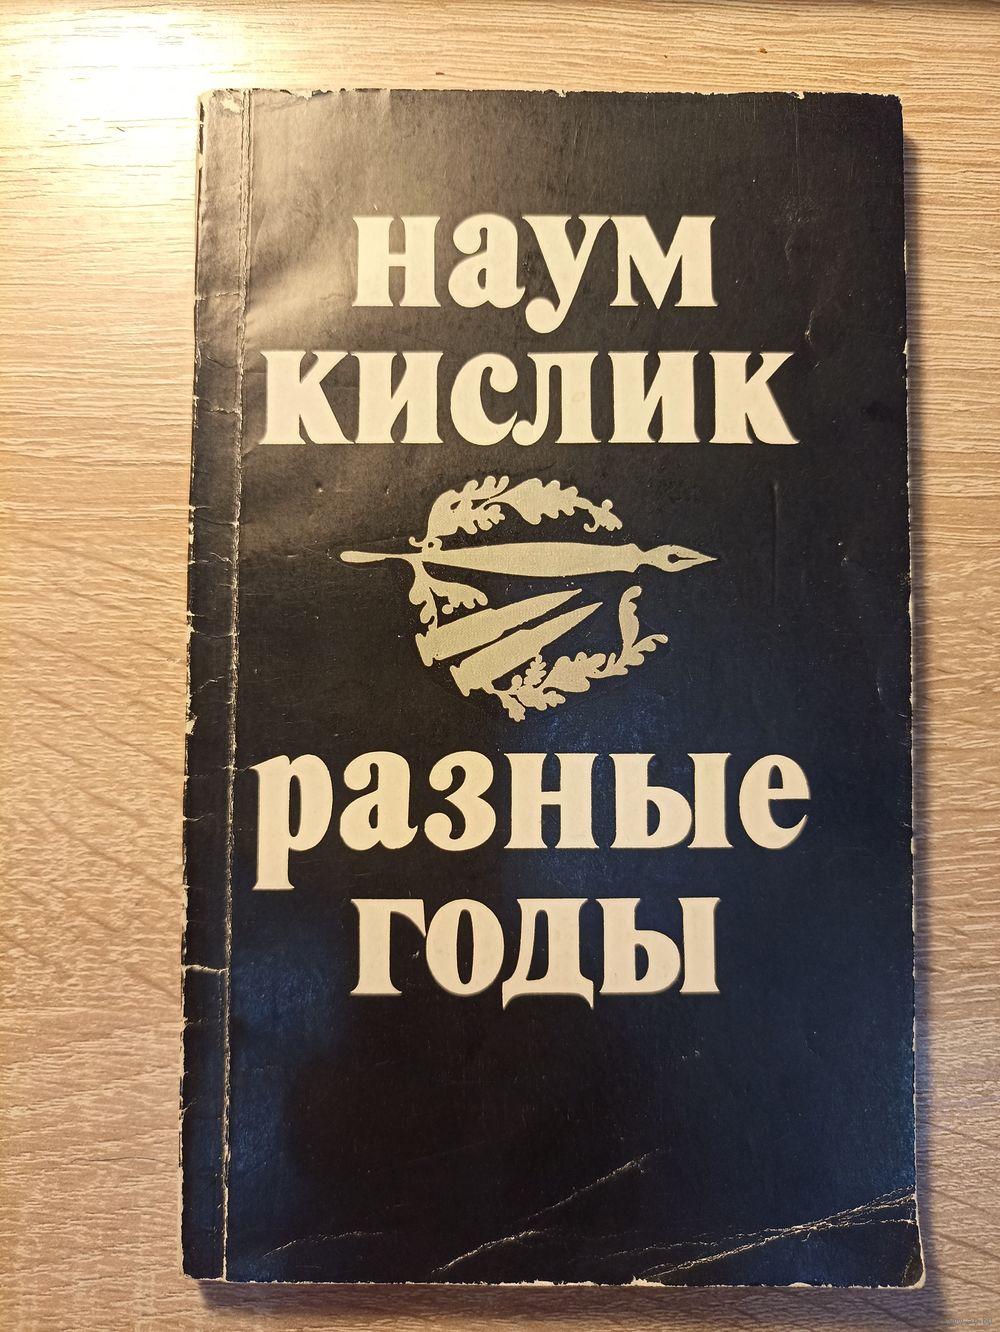 наум
кислик
разные
годы